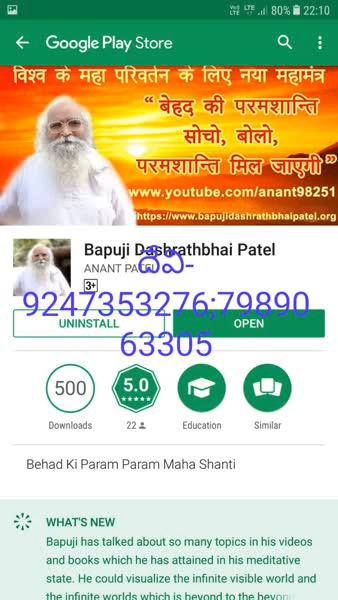 VoD LTE LTE 80% 22:10
Google Play Store
विश्व के महा परिवर्तन के लिए नया महामंत्र
“ बेहद की परमशान्ति
सोचो, बोलो,
परमशान्ति मिल जाएगी ”
www.youtube.com/anant98251
https://www.bapujidashrathbhaipatel.org
Bapuji Dashrathbhai Patel
ANANT PATEL
3+
9247353276;79890
63305
UNINSTALL
OPEN
500
5.0
Downloads
22
Education
Similar
Behad Ki Param Param Maha Shanti
WHAT'S NEW
Bapuji has talked about so many topics in his videos
and books which he has attained in his meditative
state. He could visualize the infinite visible world and
the infinite worlds which is beyond to the beyond